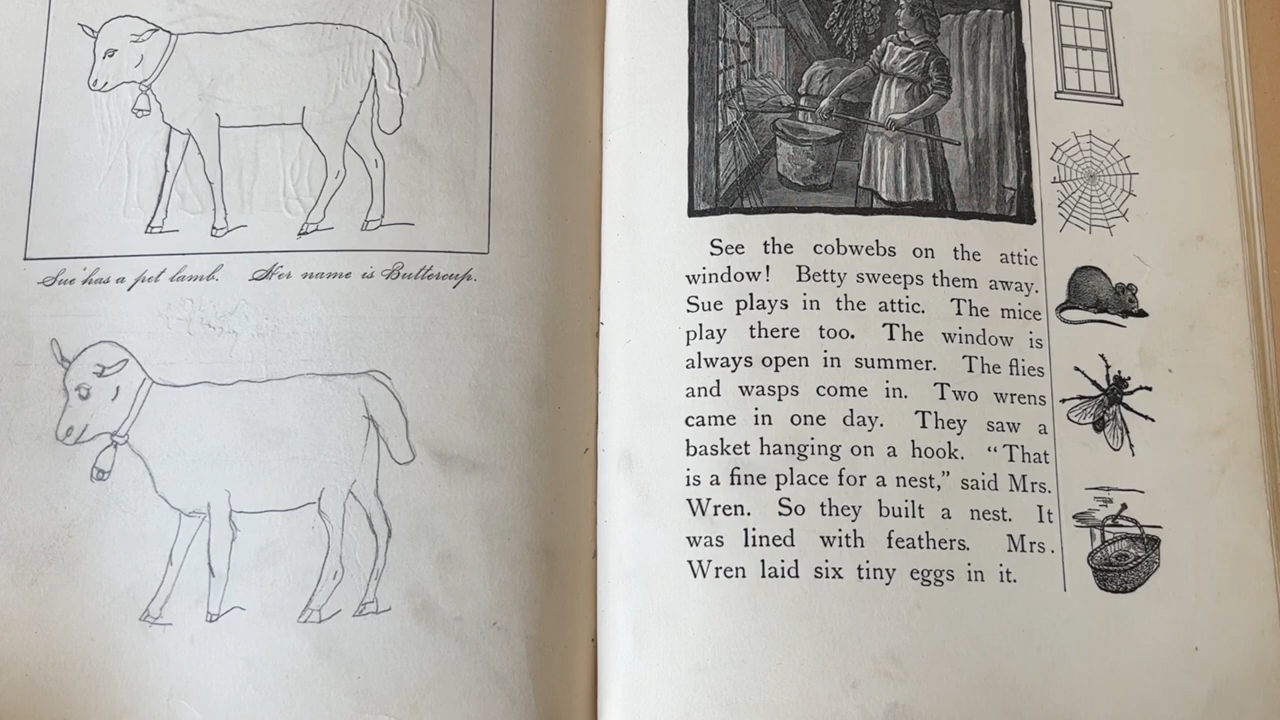 Sue has a pet lamb. Her name is Buttercup.
See the cobwebs on the attic
window! Betty sweeps them away.
Sue plays in the attic. The mice
play there too. The window is
always open in summer. The flies
and wasps come in. Two wrens
came in one day. They saw a
basket hanging on a hook. “That
is a fine place for a nest,” said Mrs.
Wren. So they built a nest. It
was lined with feathers. Mrs.
Wren laid six tiny eggs in it.